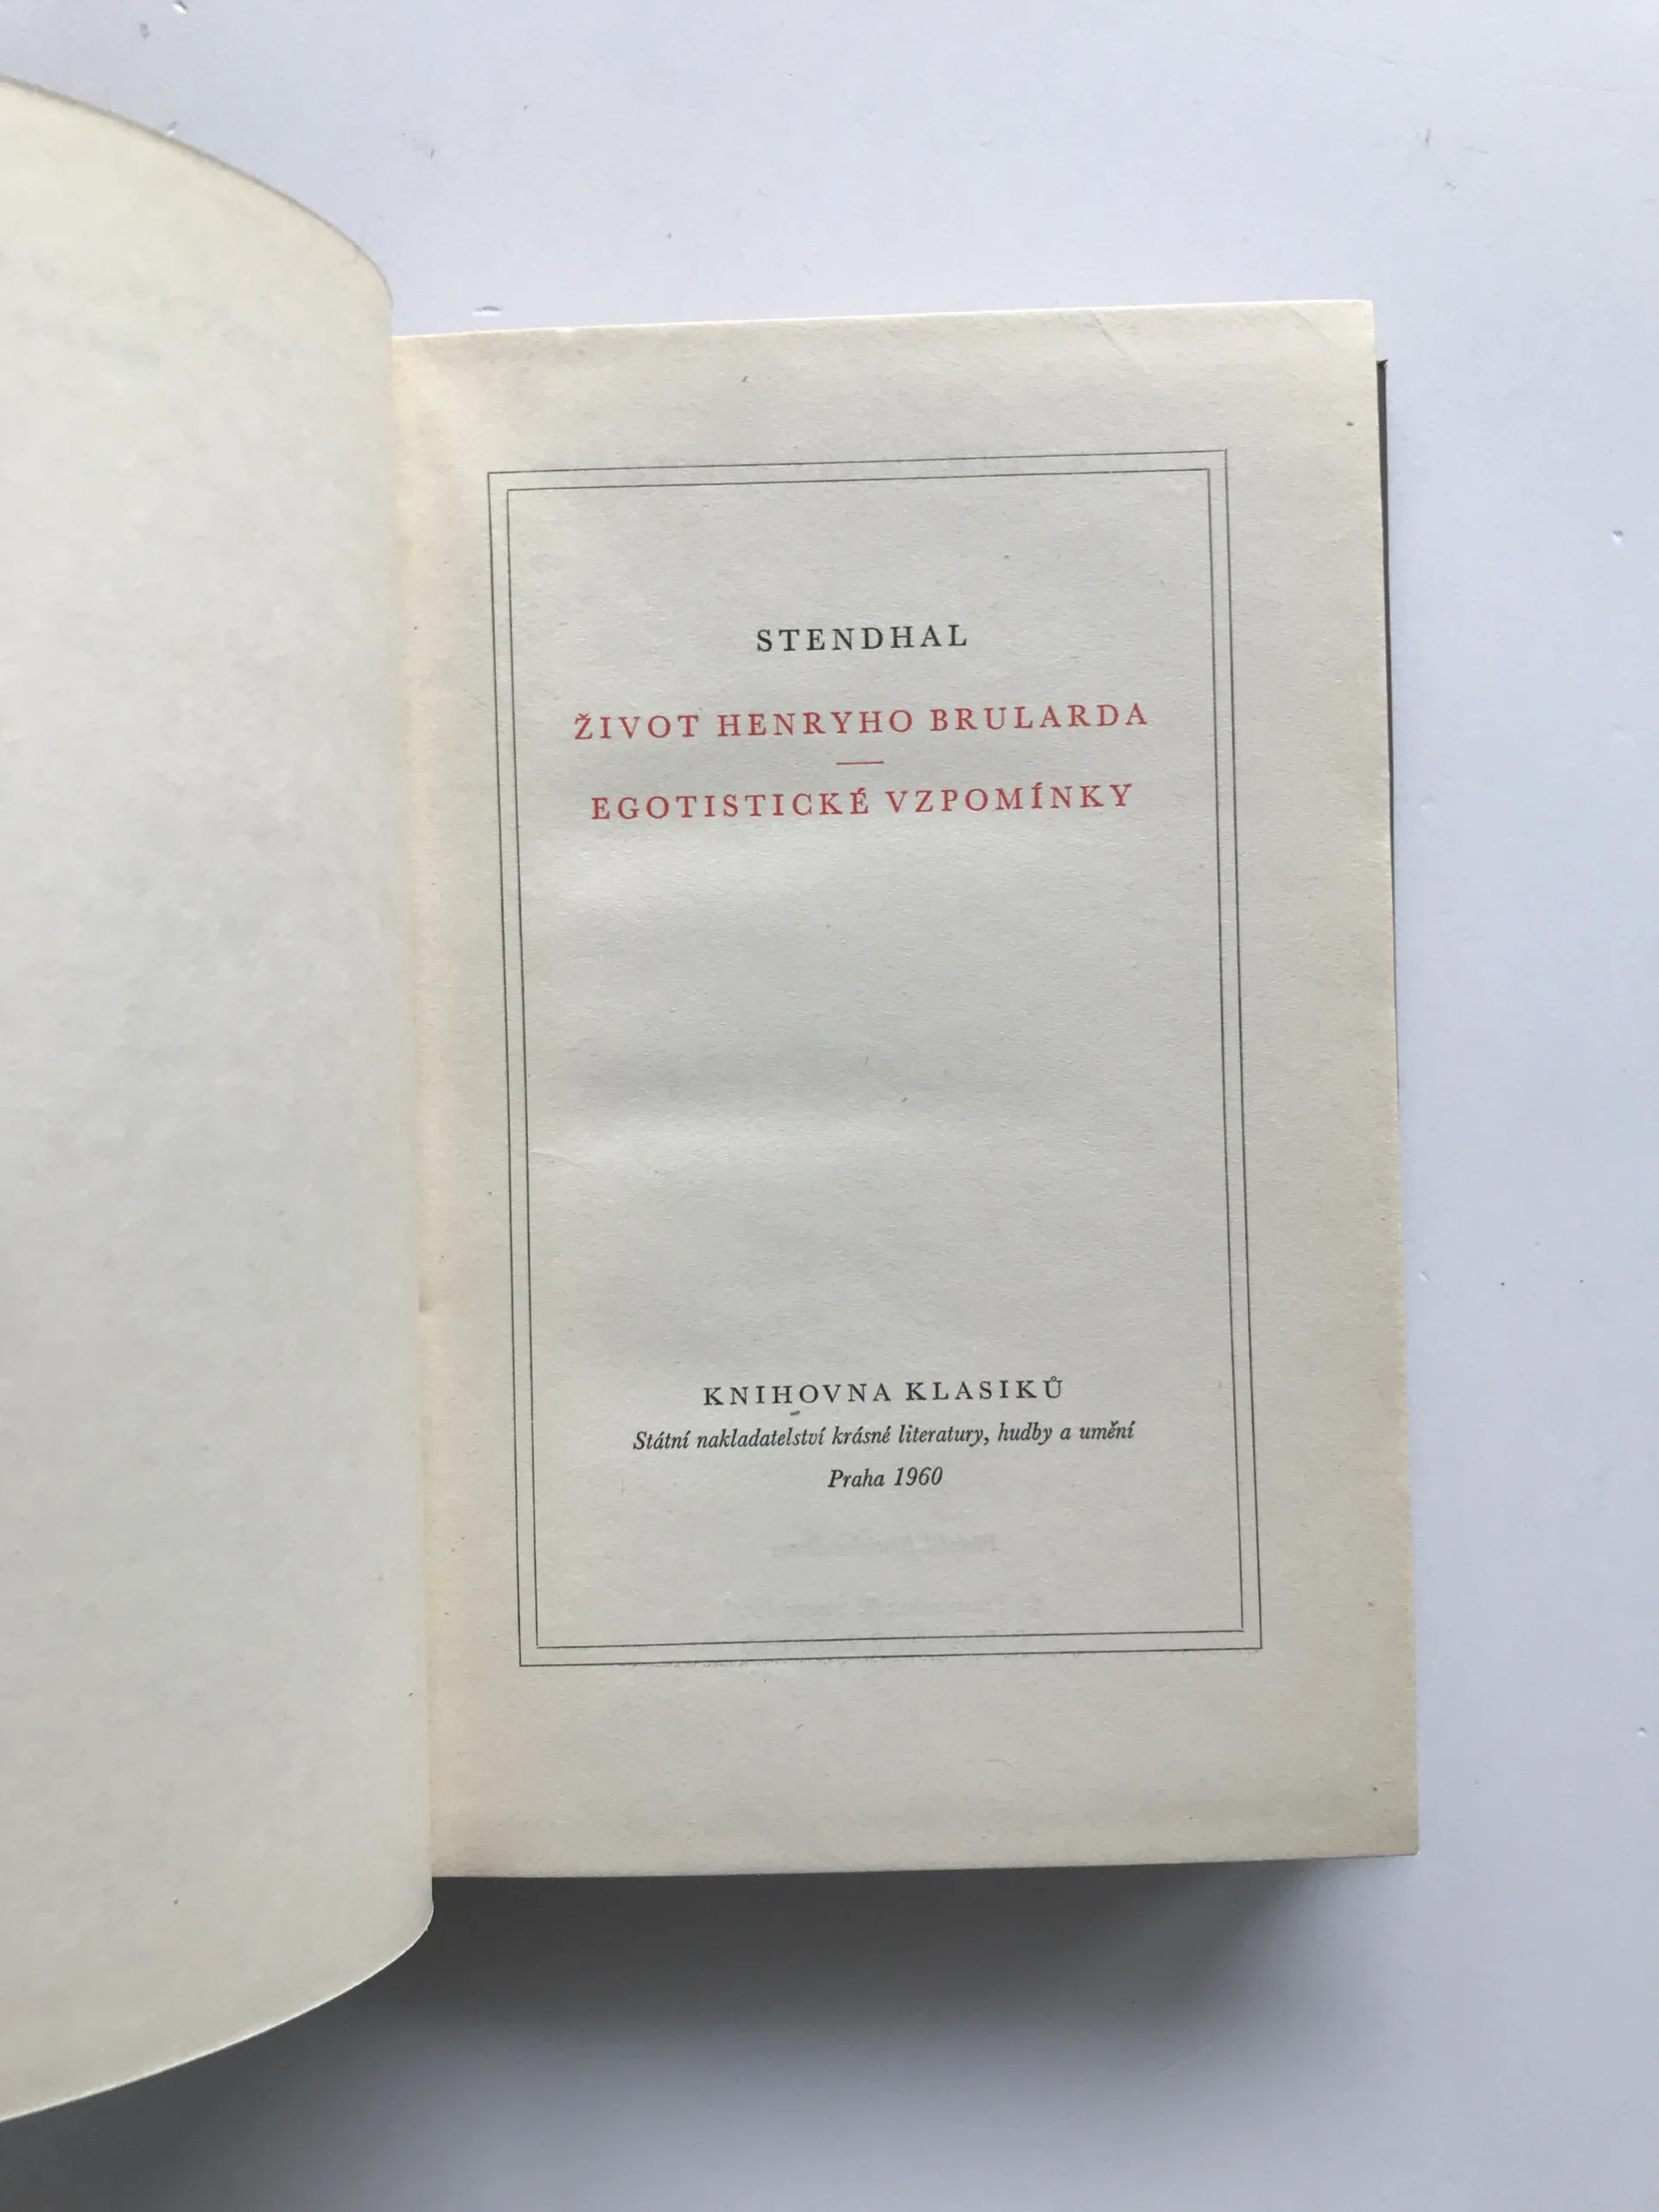 STENDHAL
ŽIVOT HENRYHO BRULARDA
EGOTISTICKÉ VZPOMÍNKY
KNIHOVNA KLASIKŮ
Státní nakladatelství krásné literatury, hudby a umění
Praha 1960